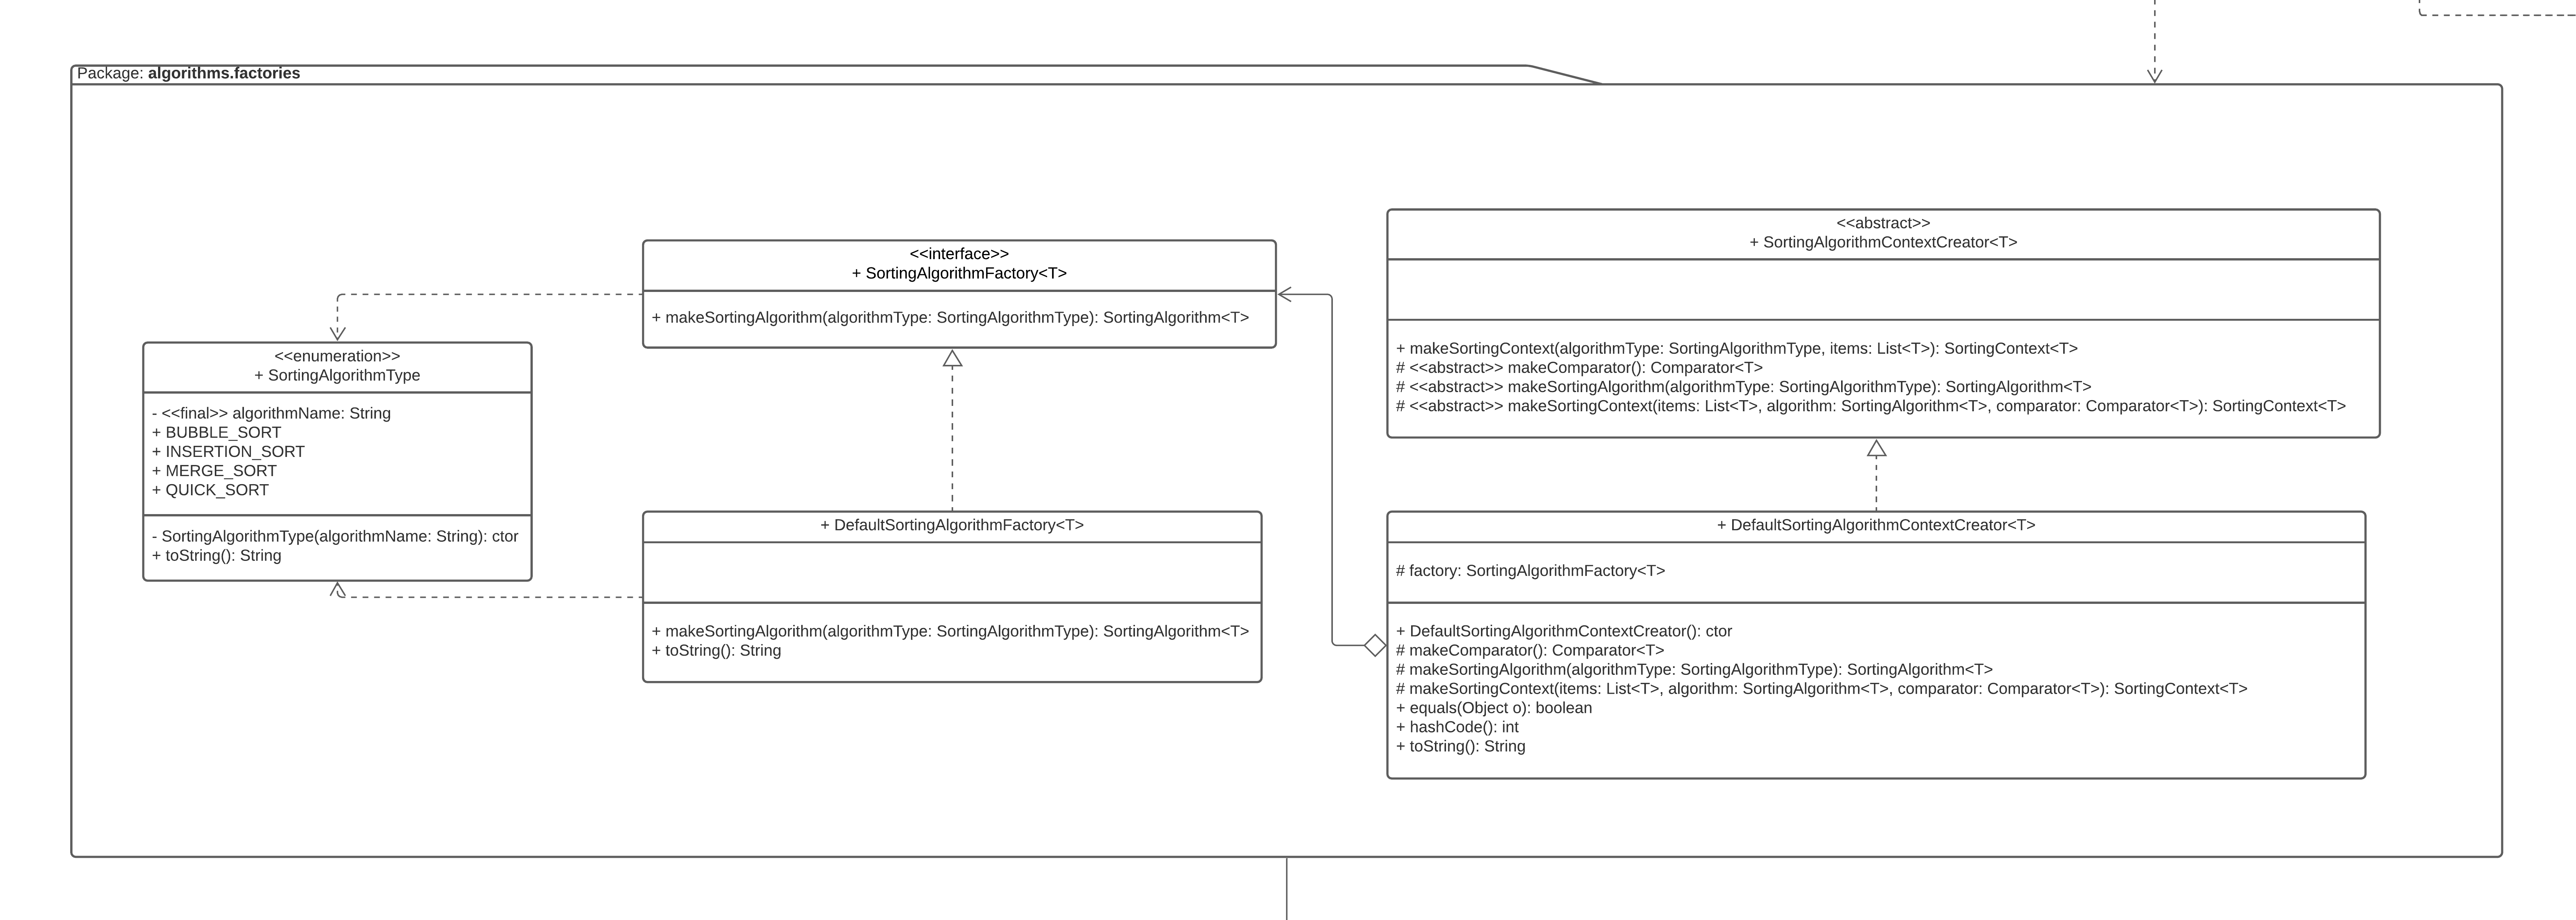 Package: algorithms.factories
<<enumeration>>
+ SortingAlgorithmType
- <<final>> algorithmName: String
+ BUBBLE_SORT
+ INSERTION_SORT
+ MERGE_SORT
+ QUICK_SORT
- SortingAlgorithmType(algorithmName: String): ctor
+ toString(): String
<<interface>>
+ SortingAlgorithmFactory<T>
+ makeSortingAlgorithm(algorithmType: SortingAlgorithmType): SortingAlgorithm<T>
+ DefaultSortingAlgorithmFactory<T>
+ makeSortingAlgorithm(algorithmType: SortingAlgorithmType): SortingAlgorithm<T>
+ toString(): String
<<abstract>>
+ SortingAlgorithmContextCreator<T>
+ makeSortingContext(algorithmType: SortingAlgorithmType, items: List<T>): SortingContext<T>
# <<abstract>> makeComparator(): Comparator<T>
# <<abstract>> makeSortingAlgorithm(algorithmType: SortingAlgorithmType): SortingAlgorithm<T>
# <<abstract>> makeSortingContext(items: List<T>, algorithm: SortingAlgorithm<T>, comparator: Comparator<T>): SortingContext<T>
+ DefaultSortingAlgorithmContextCreator<T>
# factory: SortingAlgorithmFactory<T>
+ DefaultSortingAlgorithmContextCreator(): ctor
# makeComparator(): Comparator<T>
# makeSortingAlgorithm(algorithmType: SortingAlgorithmType): SortingAlgorithm<T>
# makeSortingContext(items: List<T>, algorithm: SortingAlgorithm<T>, comparator: Comparator<T>): SortingContext<T>
+ equals(Object o): boolean
+ hashCode(): int
+ toString(): String